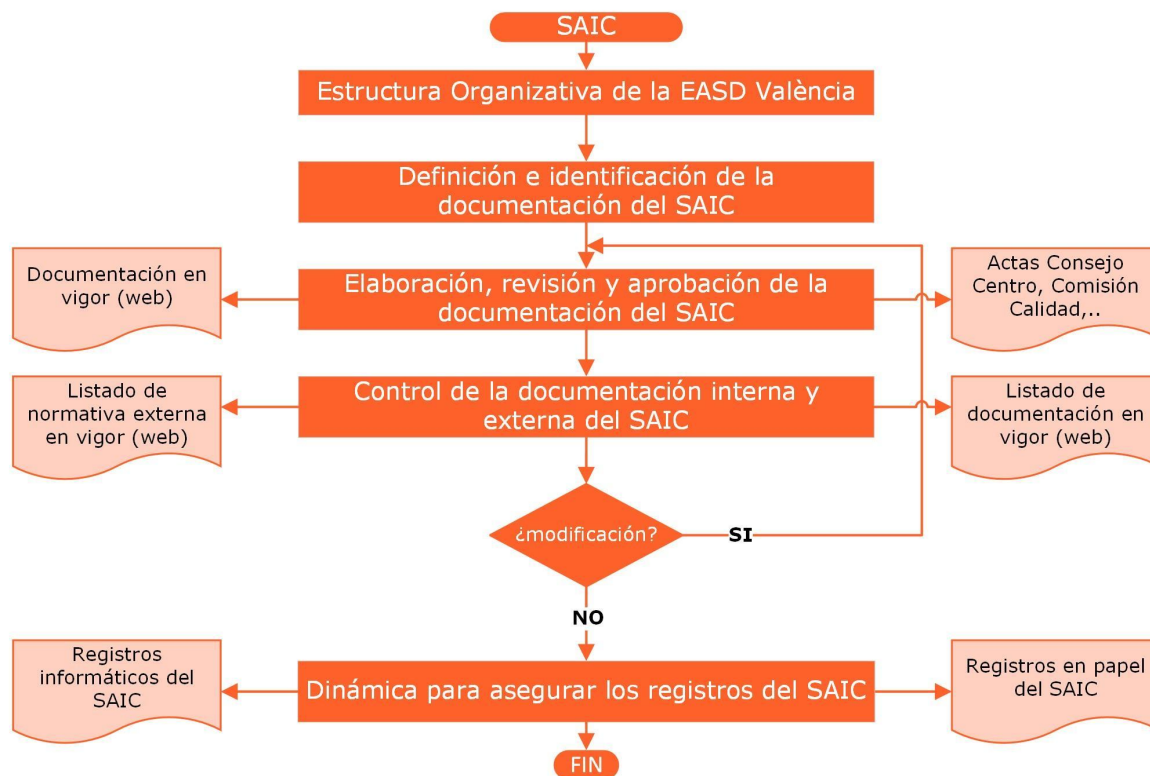 SAIC
Estructura Organizativa de la EASD València
Definición e identificación de la
documentación del SAIC
Documentación en
vigor (web)
Elaboración, revisión y aprobación de la
documentación del SAIC
Actas Consejo
Centro, Comisión
Calidad,..
Listado de
normativa externa
en vigor (web)
Control de la documentación interna y
externa del SAIC
Listado de
documentación en
vigor (web)
¿modificación?
SI
NO
Registros
informáticos del
SAIC
Dinámica para asegurar los registros del SAIC
Registros en papel
del SAIC
FIN